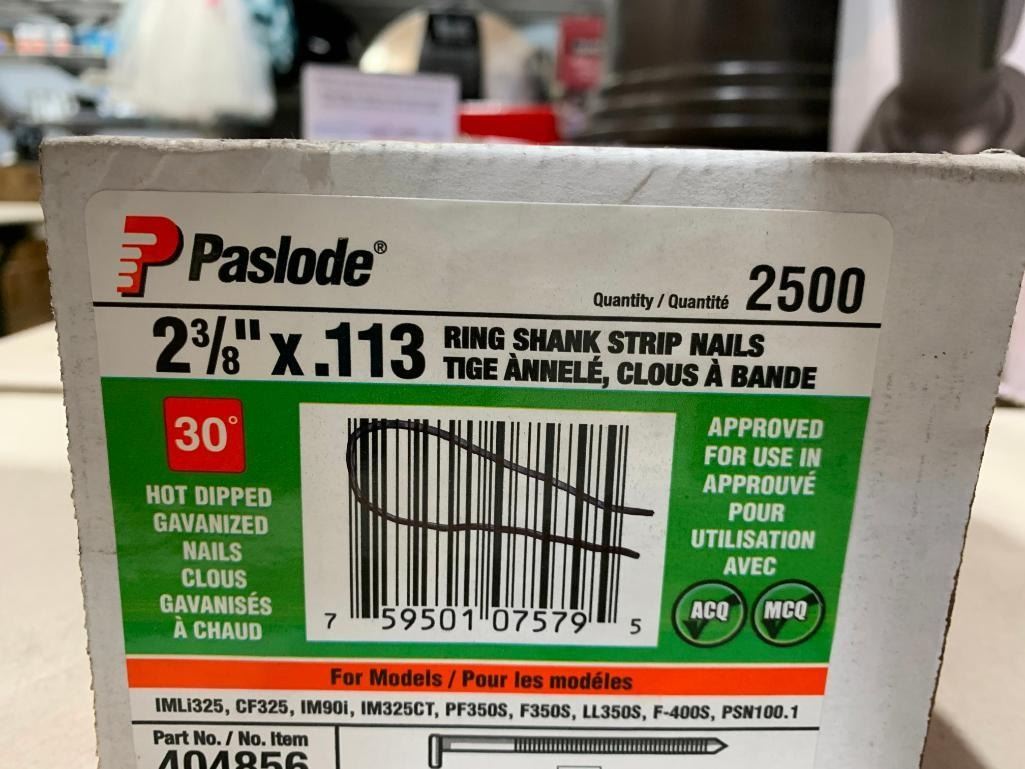 Paslode®
Quantity / Quantité 2500
2 3/8" x .113
RING SHANK STRIP NAILS
TIGE ÀNNELÉ, CLOUS À BANDE
30°
HOT DIPPED
GAVANIZED
NAILS
CLOUS
GAVANISÉS
À CHAUD
7 59501 07579 5
APPROVED
FOR USE IN
APPROUVÉ
POUR
UTILISATION
AVEC
ACQ MCQ
For Models / Pour les modéles
IMLi325, CF325, IM90i, IM325CT, PF350S, F350S, LL350S, F-400S, PSN100.1
Part No. / No. Item
404856